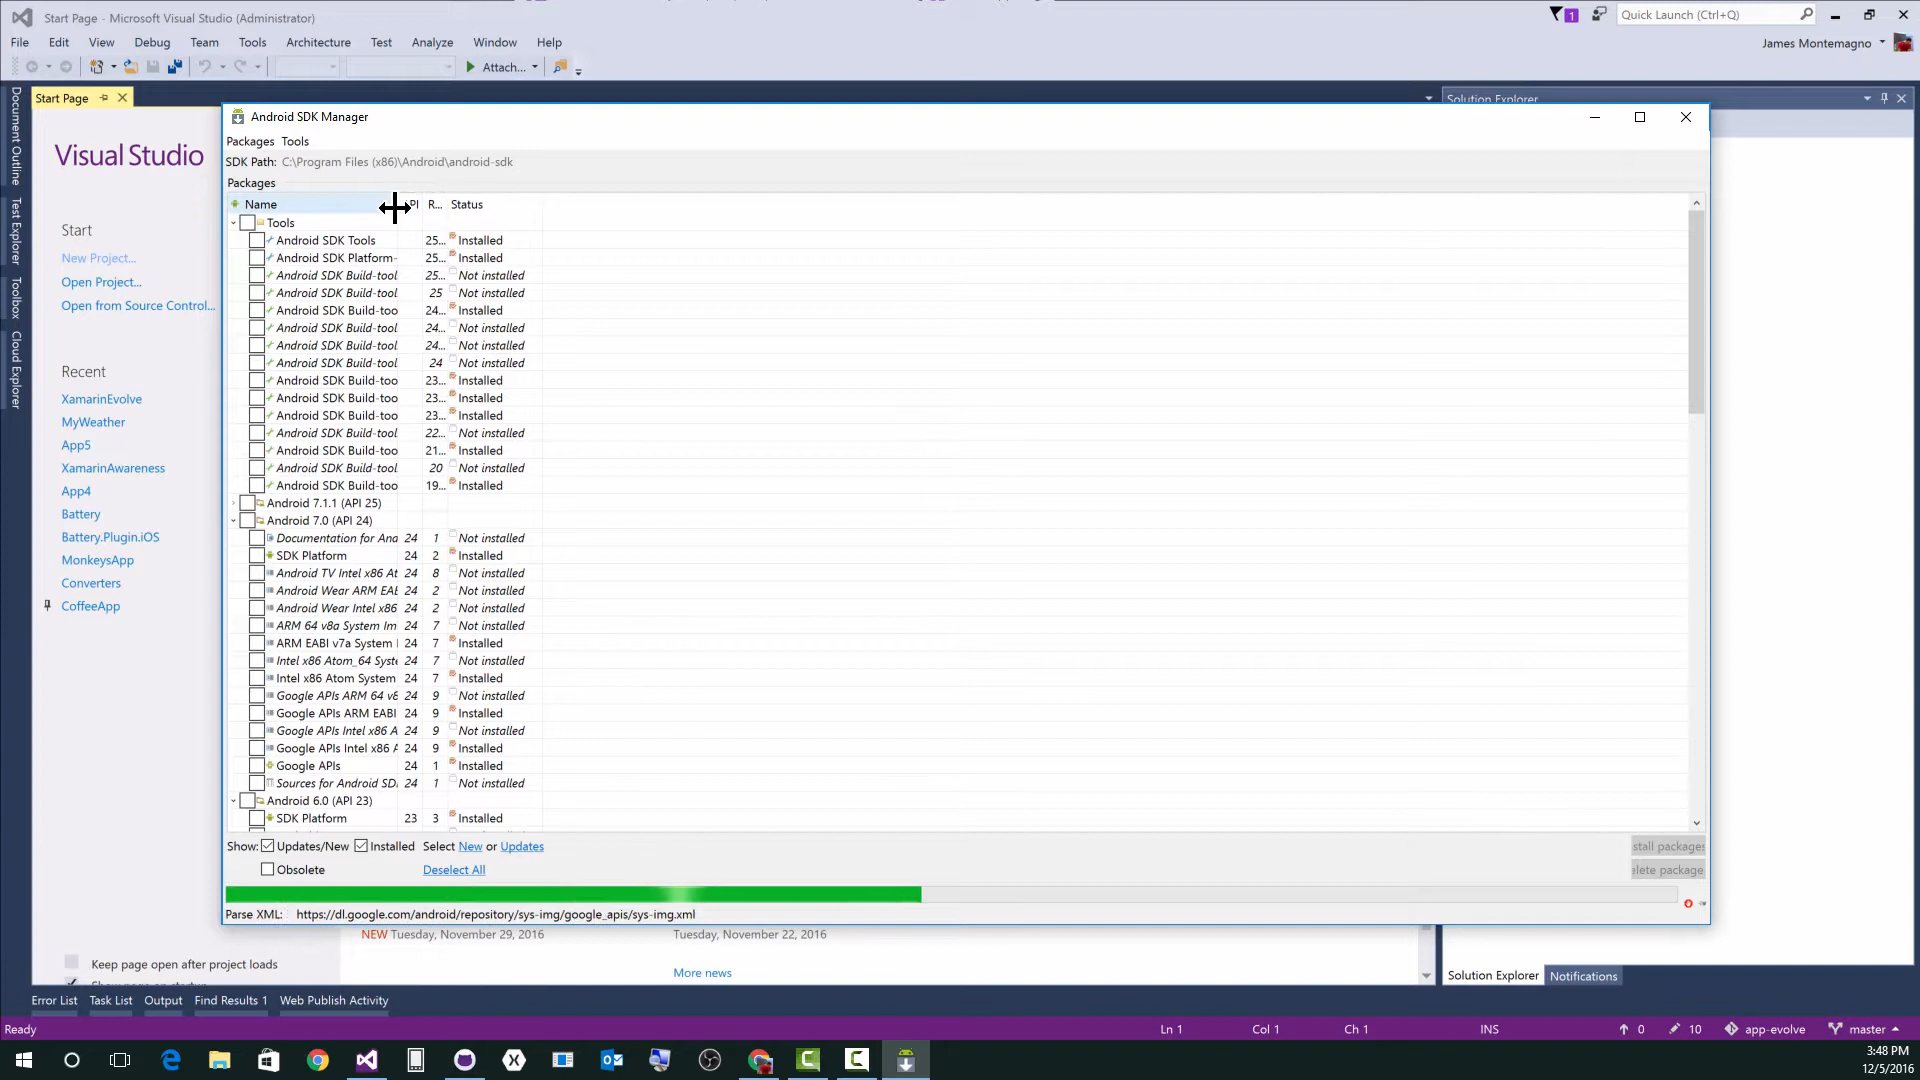 Start Page - Microsoft Visual Studio (Administrator)
1
Quick Launch (Ctrl+Q)
File Edit View Debug Team Tools Architecture Test Analyze Window Help
James Montemagno
Attach...
Document Outline
Test Explorer
Toolbox
Cloud Explorer
Start Page
Solution Explorer
Visual Studio
Start
New Project...
Open Project...
Open from Source Control...
Recent
XamarinEvolve
MyWeather
App5
XamarinAwareness
App4
Battery
Battery.Plugin.iOS
MonkeysApp
Converters
CoffeeApp
Android SDK Manager
Packages Tools
SDK Path: C:\Program Files (x86)\Android\android-sdk
Packages
Name PI R... Status
Tools
Android SDK Tools 25... Installed
Android SDK Platform- 25... Installed
Android SDK Build-tool 25... Not installed
Android SDK Build-tool 25 Not installed
Android SDK Build-too 24... Installed
Android SDK Build-tool 24... Not installed
Android SDK Build-tool 24... Not installed
Android SDK Build-tool 24 Not installed
Android SDK Build-too 23... Installed
Android SDK Build-too 23... Installed
Android SDK Build-too 23... Installed
Android SDK Build-tool 22... Not installed
Android SDK Build-too 21... Installed
Android SDK Build-tool 20 Not installed
Android SDK Build-too 19... Installed
Android 7.1.1 (API 25)
Android 7.0 (API 24)
Documentation for And 24 1 Not installed
SDK Platform 24 2 Installed
Android TV Intel x86 At 24 8 Not installed
Android Wear ARM EAB 24 2 Not installed
Android Wear Intel x86 24 2 Not installed
ARM 64 v8a System Im 24 7 Not installed
ARM EABI v7a System 24 7 Installed
Intel x86 Atom_64 Syste 24 7 Not installed
Intel x86 Atom System 24 7 Installed
Google APIs ARM 64 v8 24 9 Not installed
Google APIs ARM EABI 24 9 Installed
Google APIs Intel x86 A 24 9 Not installed
Google APIs Intel x86 A 24 9 Installed
Google APIs 24 1 Installed
Sources for Android SD 24 1 Not installed
Android 6.0 (API 23)
SDK Platform 23 3 Installed
Show: Updates/New Installed Select New or Updates
stall packages
Obsolete Deselect All
elete package
Parse XML: https://dl.google.com/android/repository/sys-img/google_apis/sys-img.xml
NEW Tuesday, November 29, 2016
Tuesday, November 22, 2016
More news
Keep page open after project loads
Solution Explorer Notifications
Error List Task List Output Find Results 1 Web Publish Activity
Ready Ln 1 Col 1 Ch 1 INS 0 10 app-evolve master
3:48 PM
12/5/2016